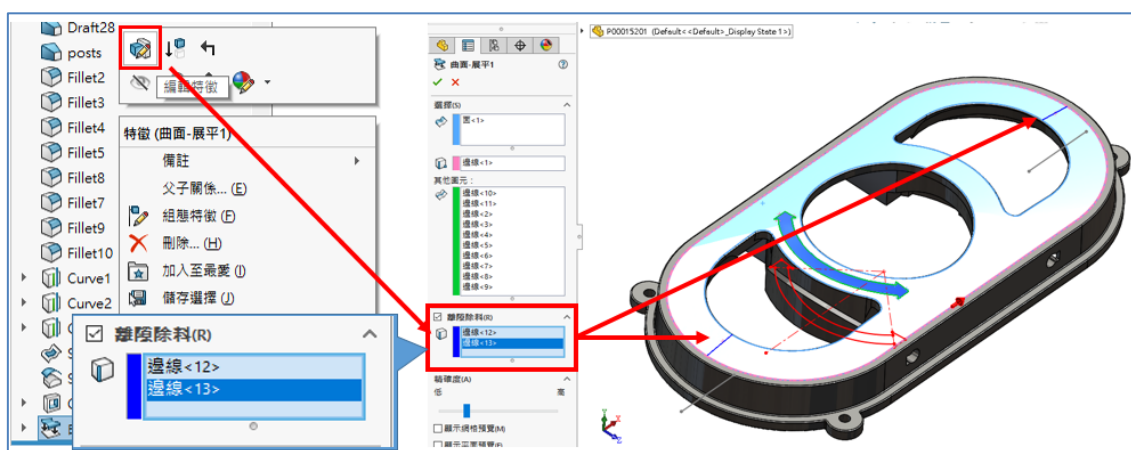 Draft28
posts
Fillet2
Fillet3
Fillet4
Fillet5
Fillet8
Fillet7
Fillet9
Fillet10
Curve1
Curve2
編輯特徵
特徵 (曲面-展平1)
備註
父子關係... (E)
組態特徵 (F)
刪除... (H)
加入至最愛 (I)
儲存選擇 (J)
離隙除料(R)
邊線<12>
邊線<13>
曲面-展平1
選擇(S)
面<1>
邊線<1>
其他圖元：
邊線<10>
邊線<11>
邊線<2>
邊線<3>
邊線<4>
邊線<5>
邊線<6>
邊線<7>
邊線<8>
邊線<9>
離隙除料(R)
邊線<12>
邊線<13>
精確度(A)
低 高
顯示網格預覽(M)
顯示平面預覽(F)
P00015201 (Default<<Default>_Display State 1>)